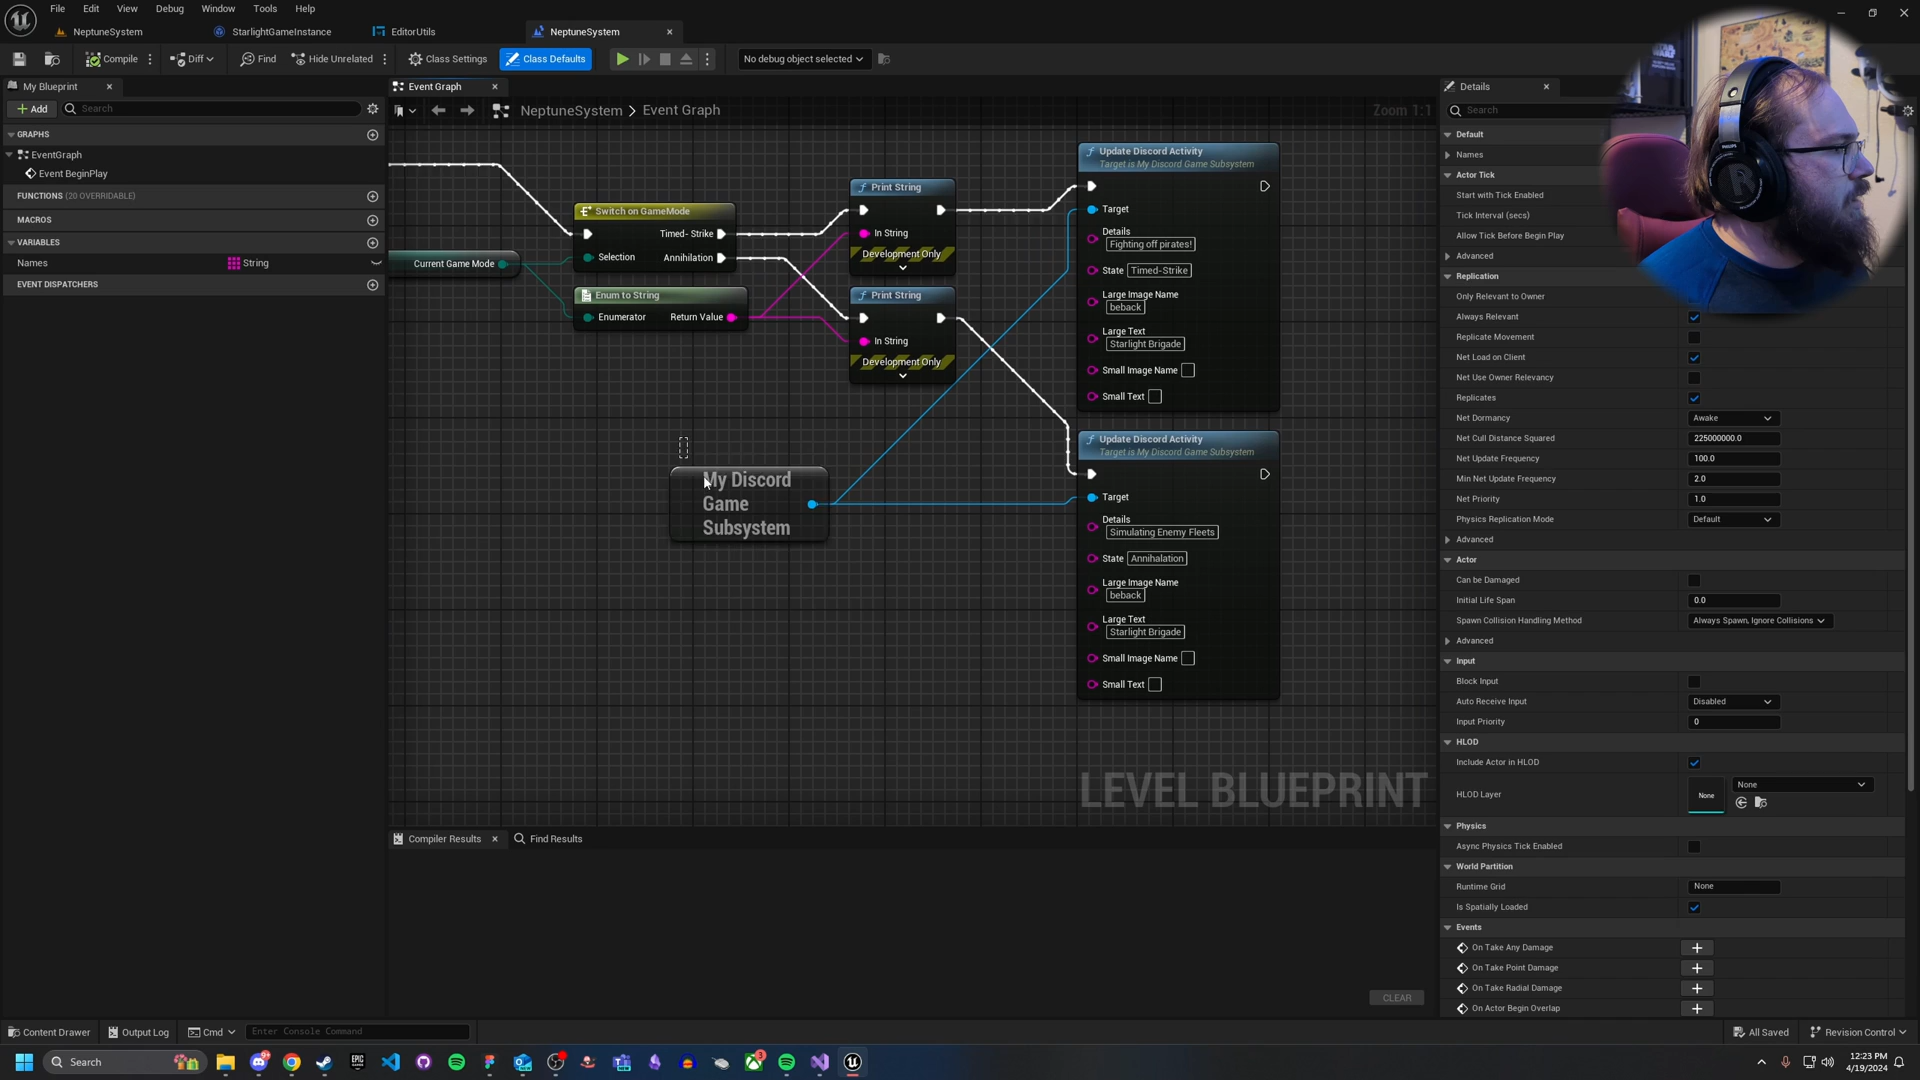 File Edit View Debug Window Tools Help
NeptuneSystem StarlightGameInstance EditorUtils NeptuneSystem
Compile Diff Find Hide Unrelated Class Settings Class Defaults No debug object selected
My Blueprint
Add Search
GRAPHS
EventGraph
Event BeginPlay
FUNCTIONS (20 OVERRIDABLE)
MACROS
VARIABLES
Names String
EVENT DISPATCHERS
Event Graph
NeptuneSystem > Event Graph
Zoom 1:1
Current Game Mode
Switch on GameMode
Timed- Strike
Selection Annihilation
Enum to String
Enumerator Return Value
Print String
In String
Development Only
Print String
In String
Development Only
My Discord
Game
Subsystem
Update Discord Activity
Target is My Discord Game Subsystem
Target
Details
Fighting off pirates!
State Timed-Strike
Large Image Name
beback
Large Text
Starlight Brigade
Small Image Name
Small Text
Update Discord Activity
Target is My Discord Game Subsystem
Target
Details
Simulating Enemy Fleets
State Annihalation
Large Image Name
beback
Large Text
Starlight Brigade
Small Image Name
Small Text
LEVEL BLUEPRINT
Compiler Results Find Results
CLEAR
Details
Search
Default
Names
Actor Tick
Start with Tick Enabled
Tick Interval (secs)
Allow Tick Before Begin Play
Advanced
Replication
Only Relevant to Owner
Always Relevant
Replicate Movement
Net Load on Client
Net Use Owner Relevancy
Replicates
Net Dormancy Awake
Net Cull Distance Squared 225000000.0
Net Update Frequency 100.0
Min Net Update Frequency 2.0
Net Priority 1.0
Physics Replication Mode Default
Advanced
Actor
Can be Damaged
Initial Life Span 0.0
Spawn Collision Handling Method Always Spawn, Ignore Collisions
Advanced
Input
Block Input
Auto Receive Input Disabled
Input Priority 0
HLOD
Include Actor in HLOD
HLOD Layer None None
Physics
Async Physics Tick Enabled
World Partition
Runtime Grid None
Is Spatially Loaded
Events
On Take Any Damage
On Take Point Damage
On Take Radial Damage
On Actor Begin Overlap
Content Drawer Output Log Cmd Enter Console Command All Saved Revision Control
Search
12:23 PM
4/19/2024